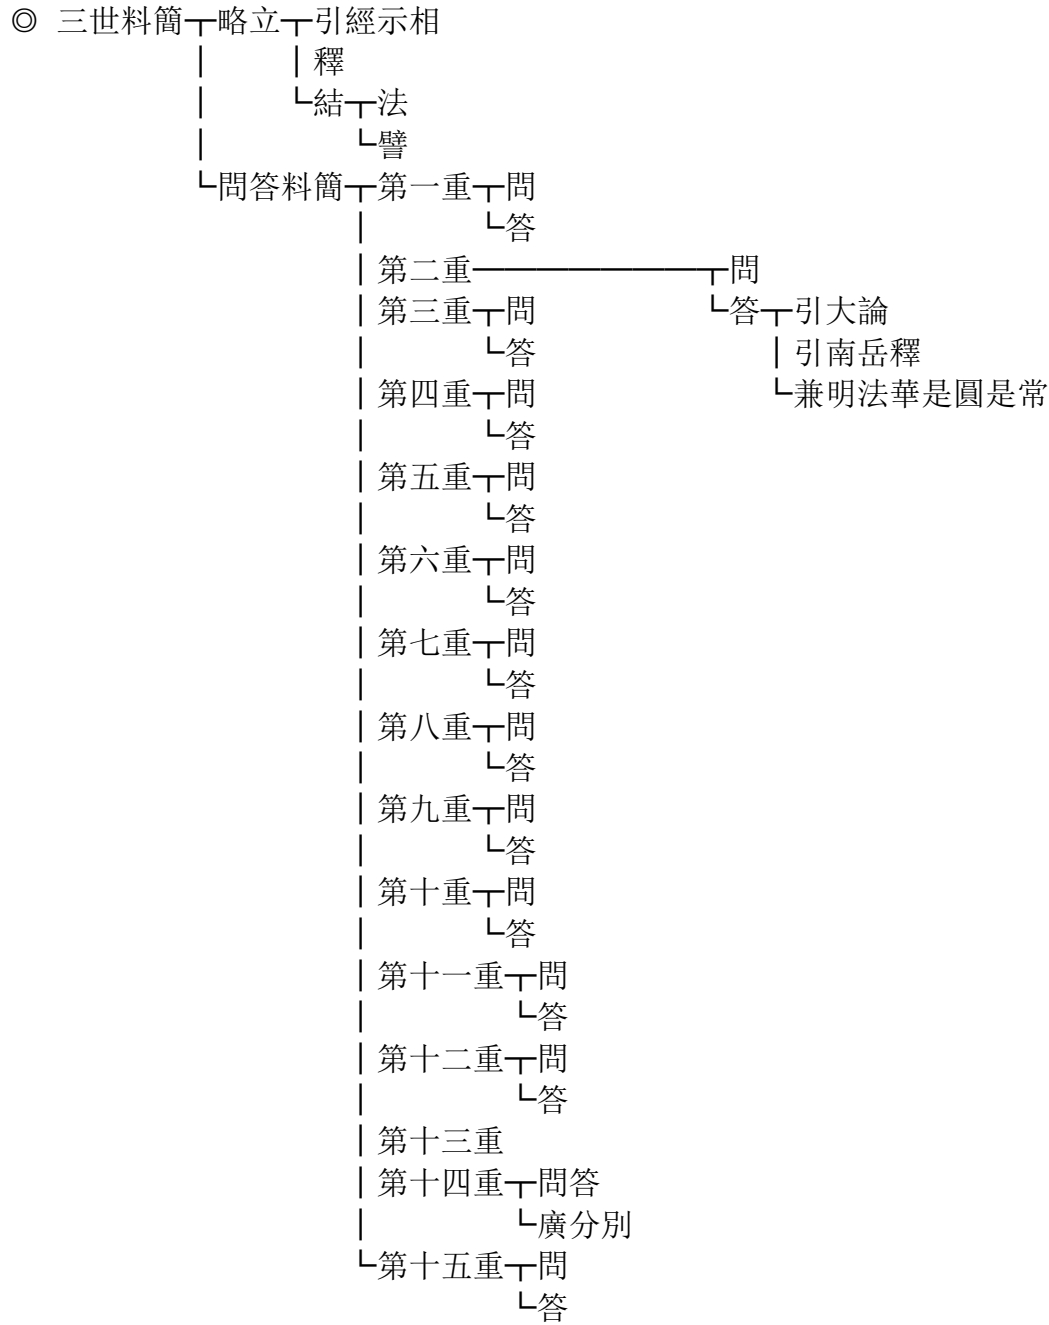 ◎ 三世料簡┬略立┬引經示相
│ │釋
│ └結┬法
│ └譬
└問答料簡┬第一重┬問
│ └答
│第二重───────┬問
│第三重┬問 └答┬引大論
│ └答 │引南岳釋
│第四重┬問 └兼明法華是圓是常
│ └答
│第五重┬問
│ └答
│第六重┬問
│ └答
│第七重┬問
│ └答
│第八重┬問
│ └答
│第九重┬問
│ └答
│第十重┬問
│ └答
│第十一重┬問
│ └答
│第十二重┬問
│ └答
│第十三重
│第十四重┬問答
│ └廣分別
└第十五重┬問
└答